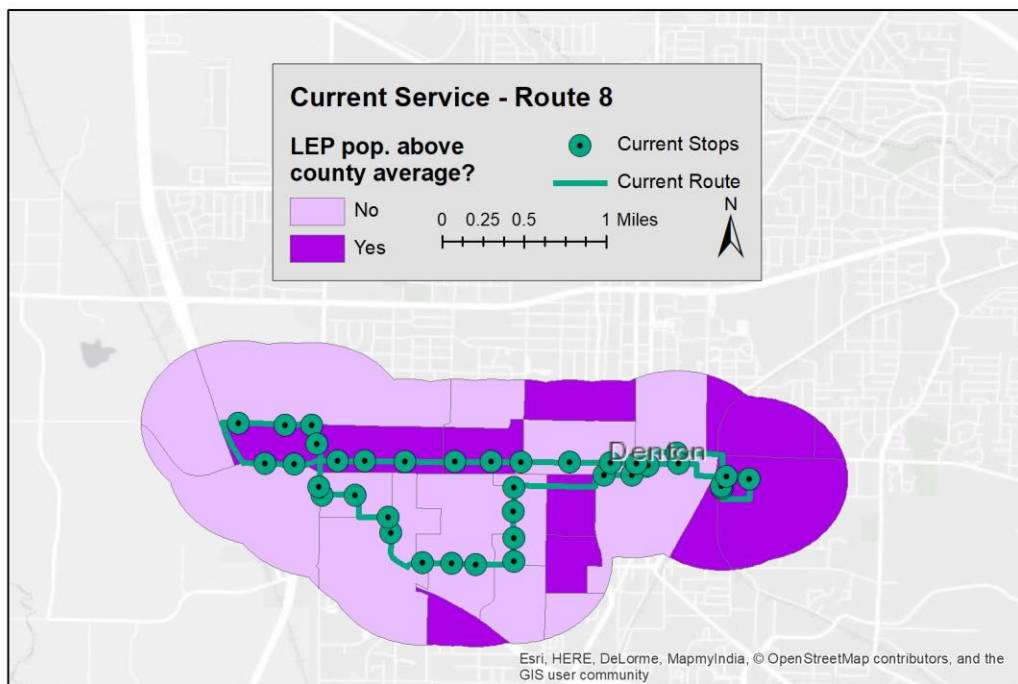 Current Service - Route 8
LEP pop. above
county average?
No
Yes
Current Stops
Current Route
0 0.25 0.5 1 Miles
N
Denton
Esri, HERE, DeLorme, MapmyIndia, © OpenStreetMap contributors, and the
GIS user community